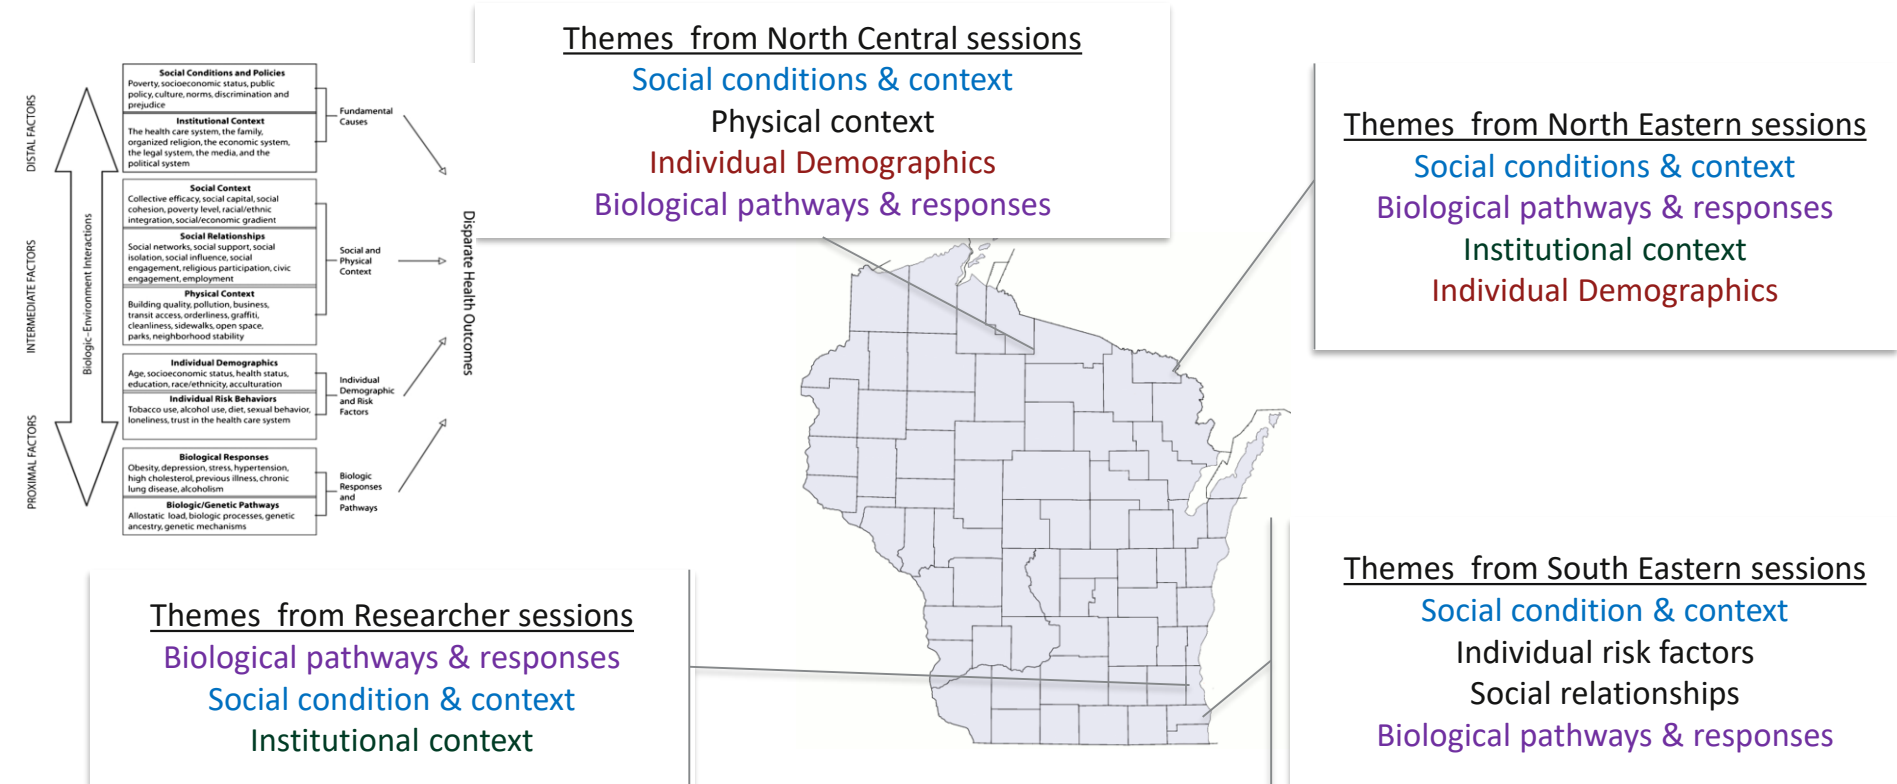 Themes  from North Central sessions
Social conditions & context
Physical context
Individual Demographics
Biological pathways & responses
DISTAL FACTORS
INTERMEDIATE FACTORS
PROXIMAL FACTORS
Biologic-Environment Interactions
Social Conditions and Policies
Poverty, socioeconomic status, public
policy, culture, norms, discrimination and
prejudice
Institutional Context
The health care system, the family,
organized religion, the economic system,
the legal system, the media, and the
political system
Fundamental
Causes
Social Context
Collective efficacy, social capital, social
cohesion, poverty level, racial/ethnic
integration, social/economic gradient
Social Relationships
Social networks, social support, social
isolation, social influence, social
engagement, religious participation, civic
engagement, employment
Physical Context
Building quality, pollution, business,
transit access, orderliness, graffiti,
cleanliness, sidewalks, open space,
parks, neighborhood stability
Social and
Physical
Context
Individual Demographics
Age, socioeconomic status, health status,
education, race/ethnicity, acculturation
Individual Risk Behaviors
Tobacco use, alcohol use, diet, sexual behavior,
loneliness, trust in the health care system
Individual
Demographic
and Risk
Factors
Biological Responses
Obesity, depression, stress, hypertension,
high cholesterol, previous illness, chronic
lung disease, alcoholism
Biologic/Genetic Pathways
Allostatic load, biologic processes, genetic
ancestry, genetic mechanisms
Biologic
Responses
and
Pathways
Disparate Health Outcomes
Themes  from North Eastern sessions
Social conditions & context
Biological pathways & responses
Institutional context
Individual Demographics
Themes  from Researcher sessions
Biological pathways & responses
Social condition & context
Institutional context
Themes  from South Eastern sessions
Social condition & context
Individual risk factors
Social relationships
Biological pathways & responses